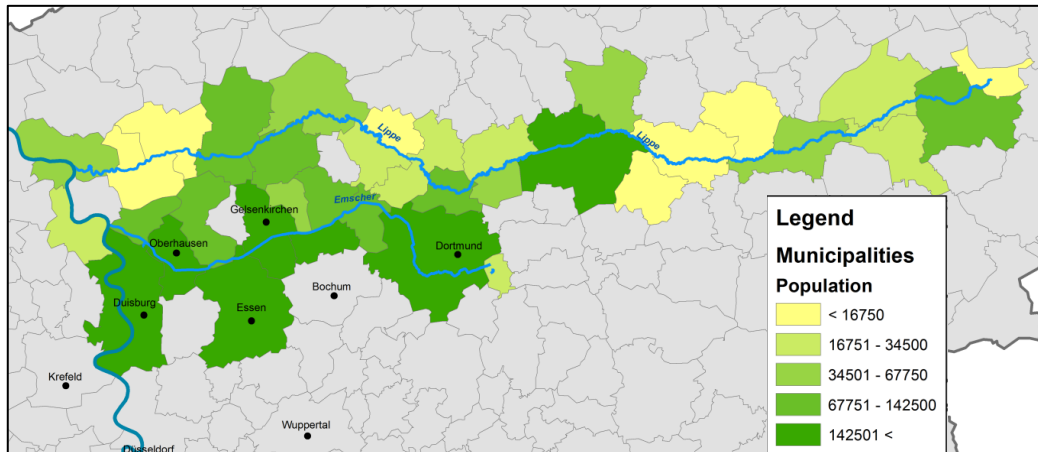 Lippe
Lippe
Emscher
Gelsenkirchen
Oberhausen
Dortmund
Bochum
Duisburg
Essen
Krefeld
Wuppertal
Düsseldorf
Legend
Municipalities
Population
< 16750
16751 - 34500
34501 - 67750
67751 - 142500
142501 <